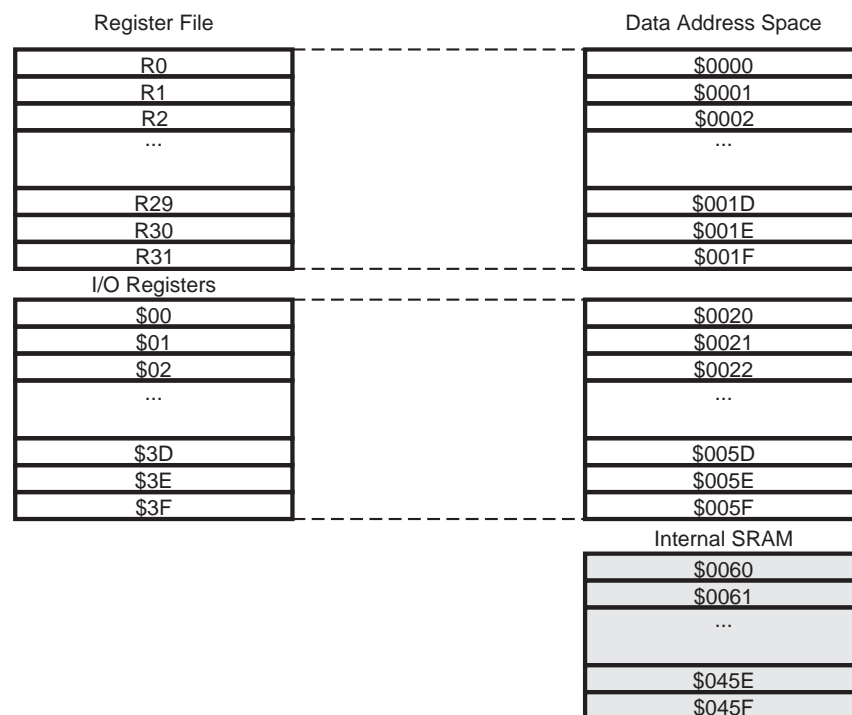 Register File Data Address Space
R0 $0000
R1 $0001
R2 $0002
... ...
R29 $001D
R30 $001E
R31 $001F
I/O Registers
$00 $0020
$01 $0021
$02 $0022
... ...
$3D $005D
$3E $005E
$3F $005F
Internal SRAM
$0060
$0061
...
$045E
$045F